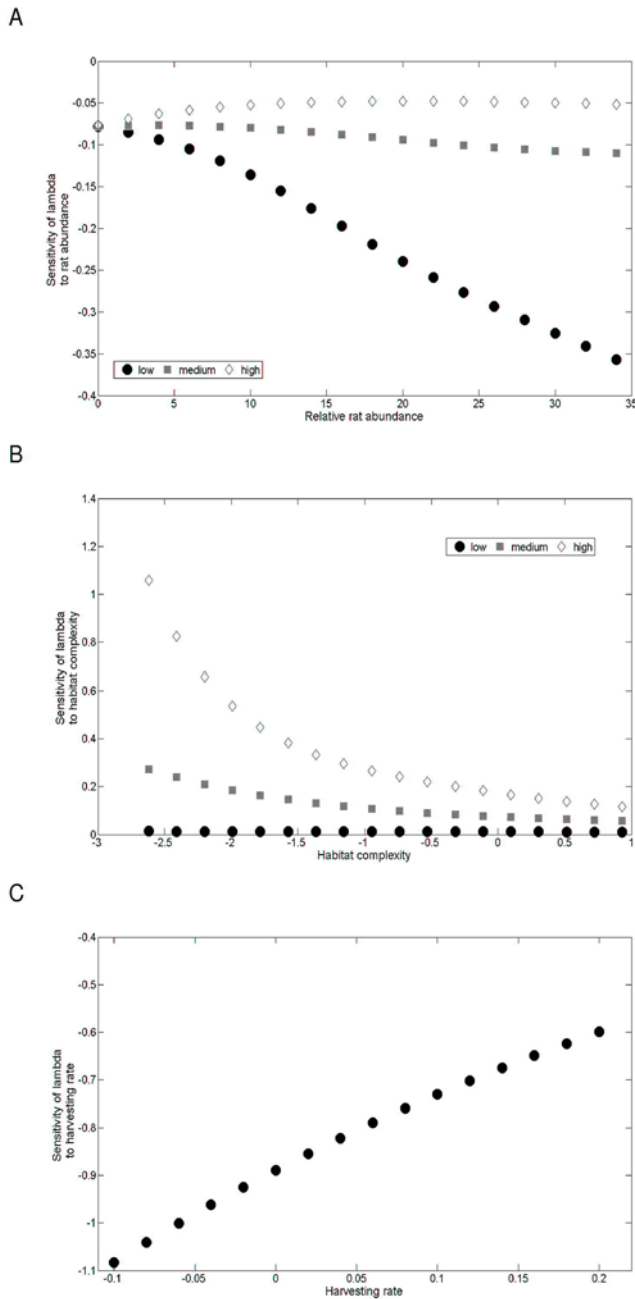 A
0
-0.05
-0.1
-0.15
-0.2
-0.25
-0.3
-0.35
-0.4
Sensitivity of lambda
to rat abundance
low medium high
0 5 10 15 20 25 30 35
Relative rat abundance
B
1.4
1.2
1
0.8
0.6
0.4
0.2
0
Sensitivity of lambda
to habitat complexity
low medium high
-3 -2.5 -2 -1.5 -1 -0.5 0 0.5 1
Habitat complexity
C
-0.4
-0.5
-0.6
-0.7
-0.8
-0.9
-1
-1.1
Sensitivity of lambda
to harvesting rate
-0.1 -0.05 0 0.05 0.1 0.15 0.2
Harvesting rate